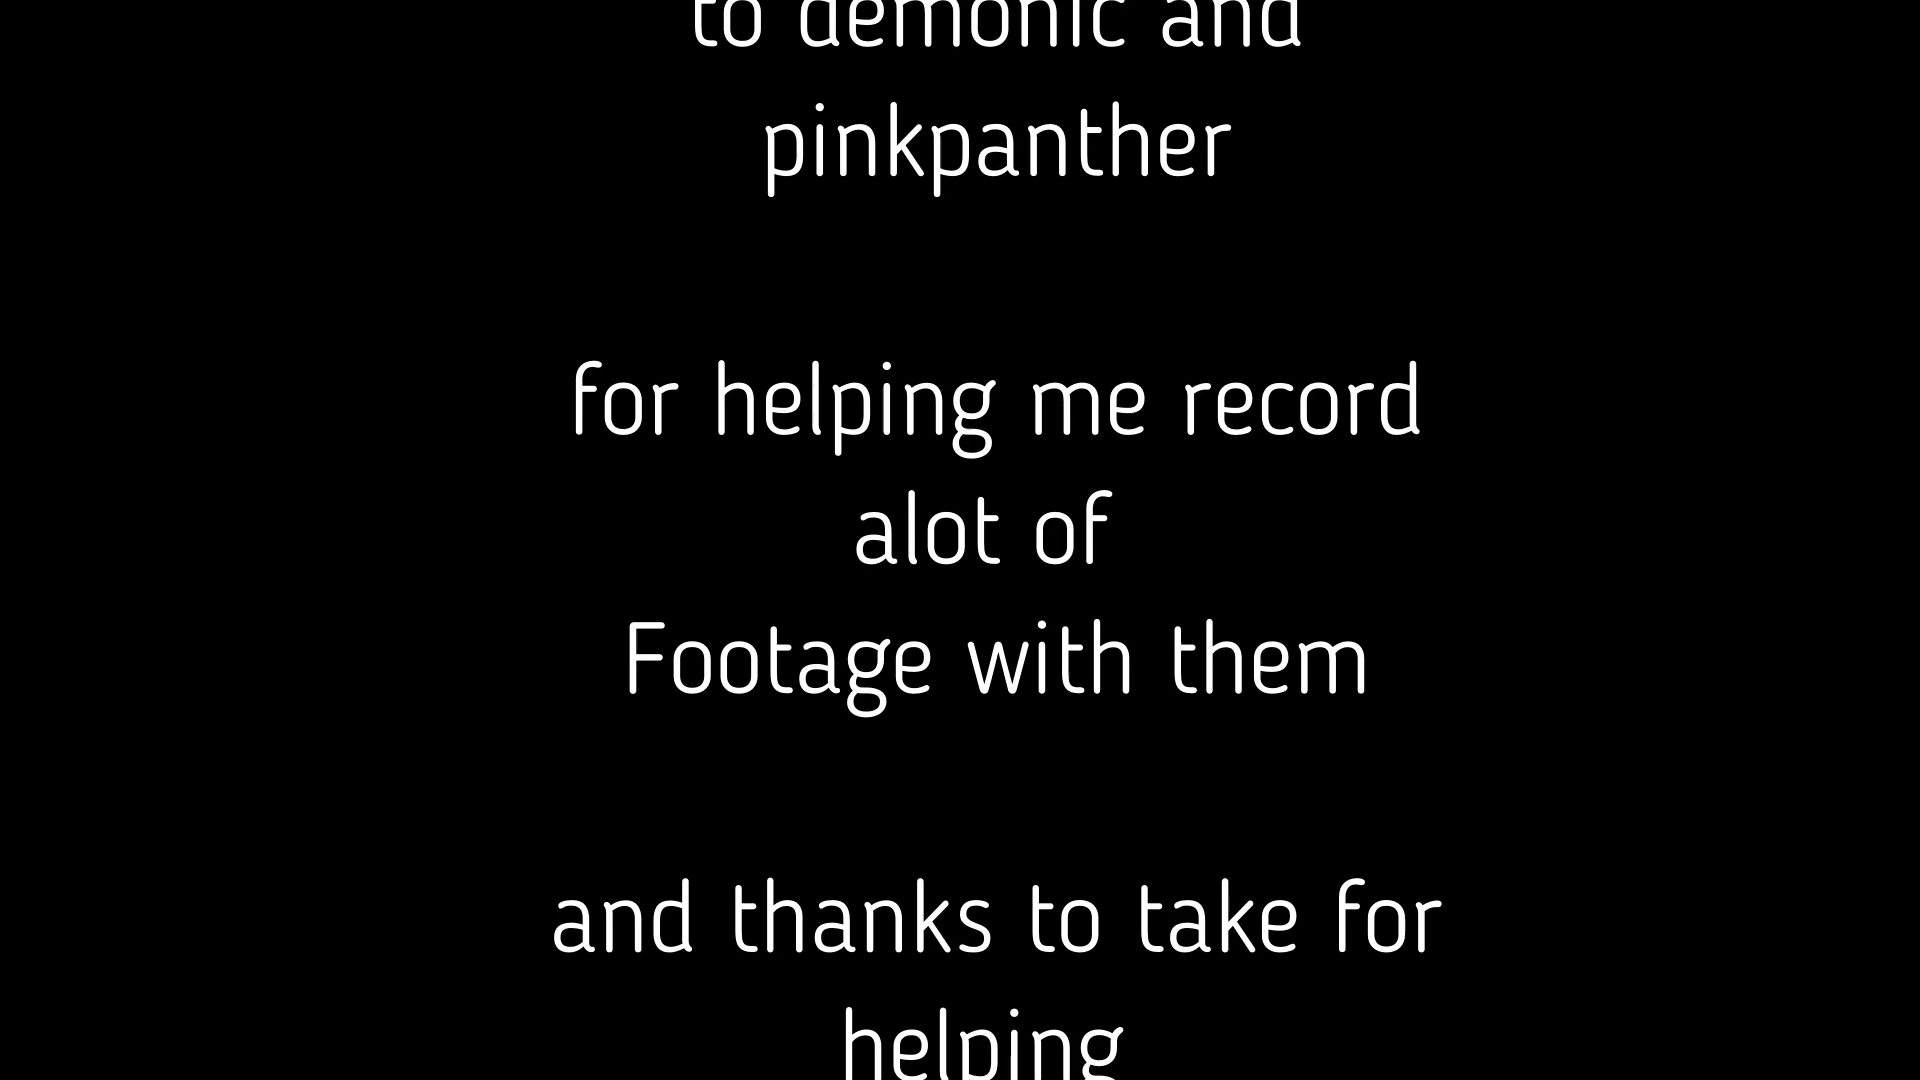 to demonic and
pinkpanther
for helping me record
alot of
Footage with them
and thanks to take for
helping